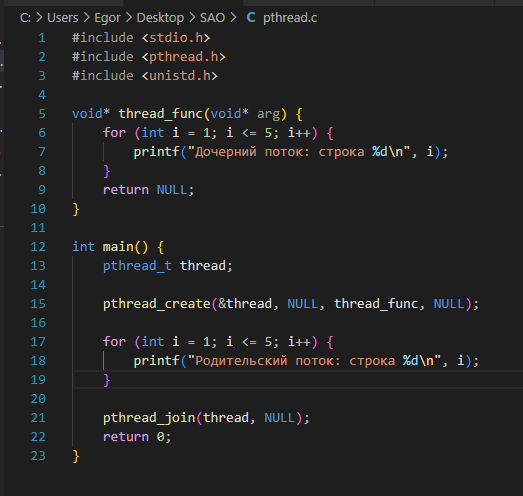 C: > Users > Egor > Desktop > SAO > C pthread.c
1 #include <stdio.h>
2 #include <pthread.h>
3 #include <unistd.h>
4
5 void* thread_func(void* arg) {
6     for (int i = 1; i <= 5; i++) {
7         printf("Дочерний поток: строка %d\n", i);
8     }
9     return NULL;
10 }
11
12 int main() {
13     pthread_t thread;
14
15     pthread_create(&thread, NULL, thread_func, NULL);
16
17     for (int i = 1; i <= 5; i++) {
18         printf("Родительский поток: строка %d\n", i);
19     }
20
21     pthread_join(thread, NULL);
22     return 0;
23 }